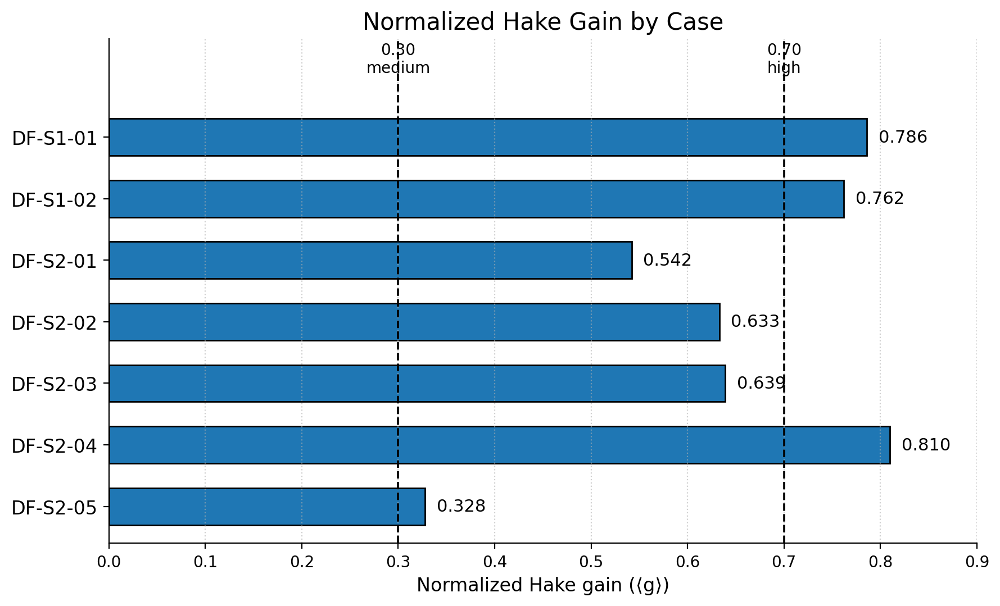 Normalized Hake Gain by Case
0.30
medium
0.70
high
DF-S1-01
0.786
DF-S1-02
0.762
DF-S2-01
0.542
DF-S2-02
0.633
DF-S2-03
0.639
DF-S2-04
0.810
DF-S2-05
0.328
0.0 0.1 0.2 0.3 0.4 0.5 0.6 0.7 0.8 0.9
Normalized Hake gain (⟨g⟩)